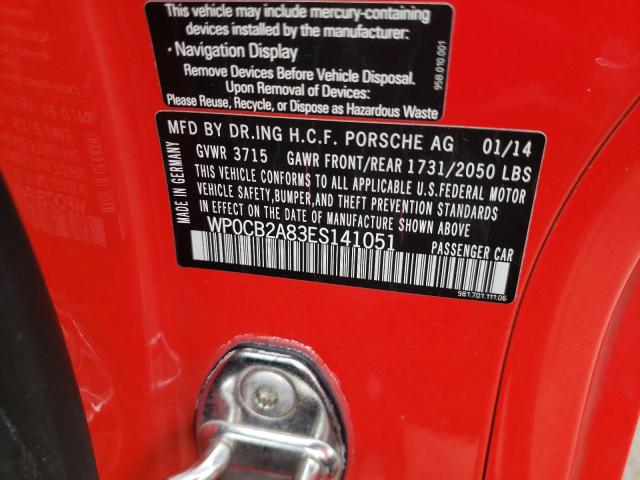 This vehicle may include mercury-containing
devices installed by the manufacturer:
· Navigation Display
Remove Devices Before Vehicle Disposal.
Upon Removal of Devices:
Please Reuse, Recycle, or Dispose as Hazardous Waste
958.010.001
MFD BY DR.ING H.C.F. PORSCHE AG 01/14
GVWR 3715 GAWR FRONT/REAR 1731/2050 LBS
THIS VEHICLE CONFORMS TO ALL APPLICABLE U.S.FEDERAL MOTOR
VEHICLE SAFETY,BUMPER,AND THEFT PREVENTION STANDARDS
IN EFFECT ON THE DATE OF MANUFACTURE SHOWN ABOVE
WP0CB2A83ES141051 PASSENGER CAR
MADE IN GERMANY
981.701.111.06